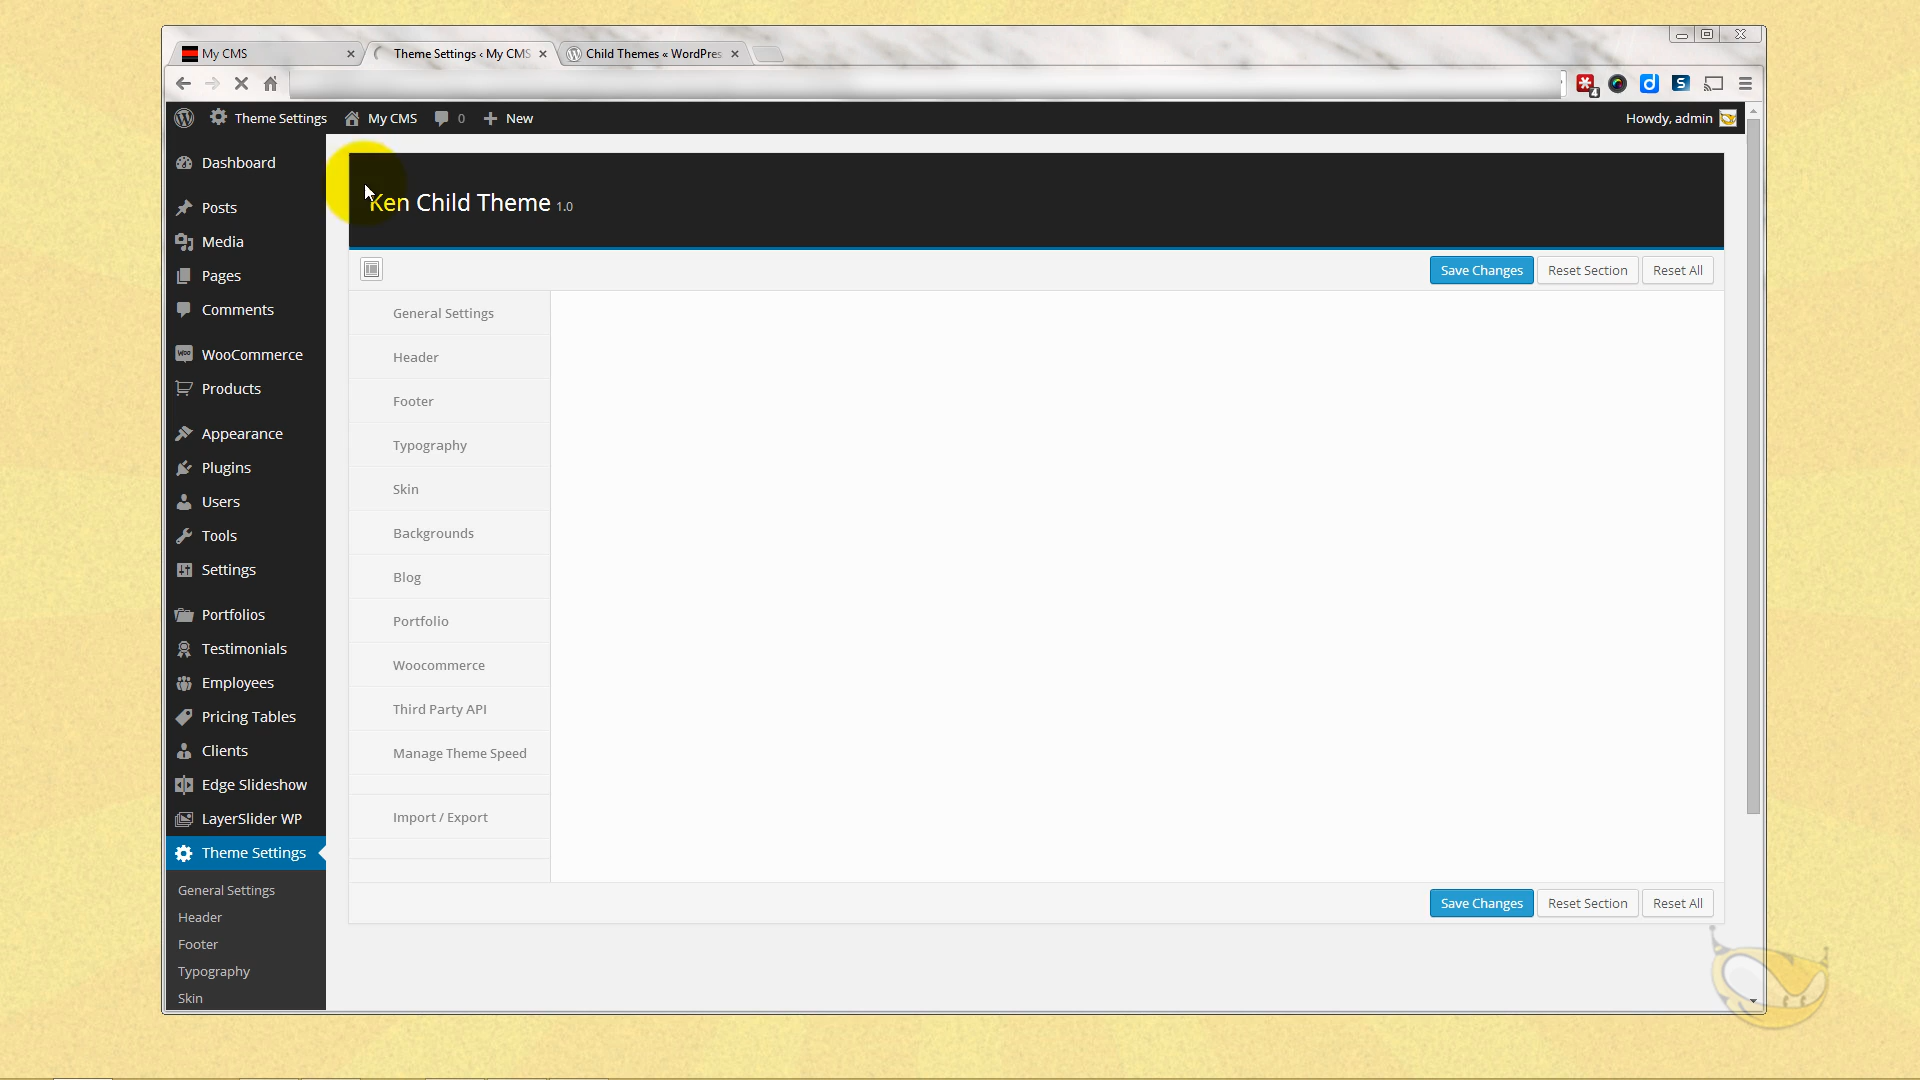 My CMS
Theme Settings ‹ My CMS
Child Themes « WordPres
4
Theme Settings
My CMS
0
New
Howdy, admin
Dashboard
Posts
Media
Pages
Comments
WooCommerce
Products
Appearance
Plugins
Users
Tools
Settings
Portfolios
Testimonials
Employees
Pricing Tables
Clients
Edge Slideshow
LayerSlider WP
Theme Settings
General Settings
Header
Footer
Typography
Skin
Ken Child Theme 1.0
Save Changes
Reset Section
Reset All
General Settings
Header
Footer
Typography
Skin
Backgrounds
Blog
Portfolio
Woocommerce
Third Party API
Manage Theme Speed
Import / Export
Save Changes
Reset Section
Reset All